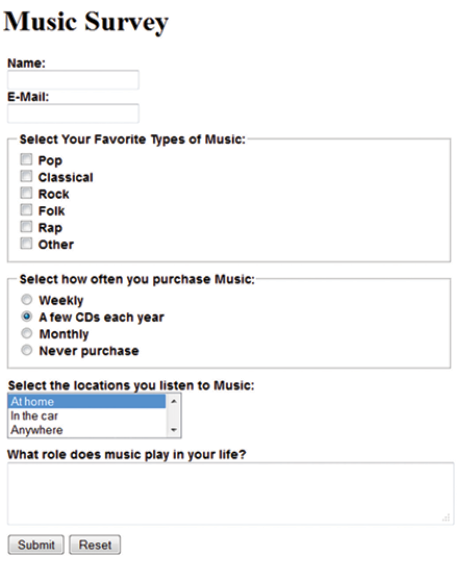 Music Survey
Name:
E-Mail:
Select Your Favorite Types of Music:
Pop
Classical
Rock
Folk
Rap
Other
Select how often you purchase Music:
Weekly
A few CDs each year
Monthly
Never purchase
Select the locations you listen to Music:
At home
In the car
Anywhere
What role does music play in your life?
Submit Reset